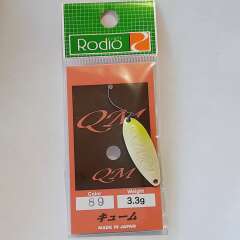 Rodio
QM
QM
Color
89
Weight
3.3g
キューム
MADE IN JAPAN